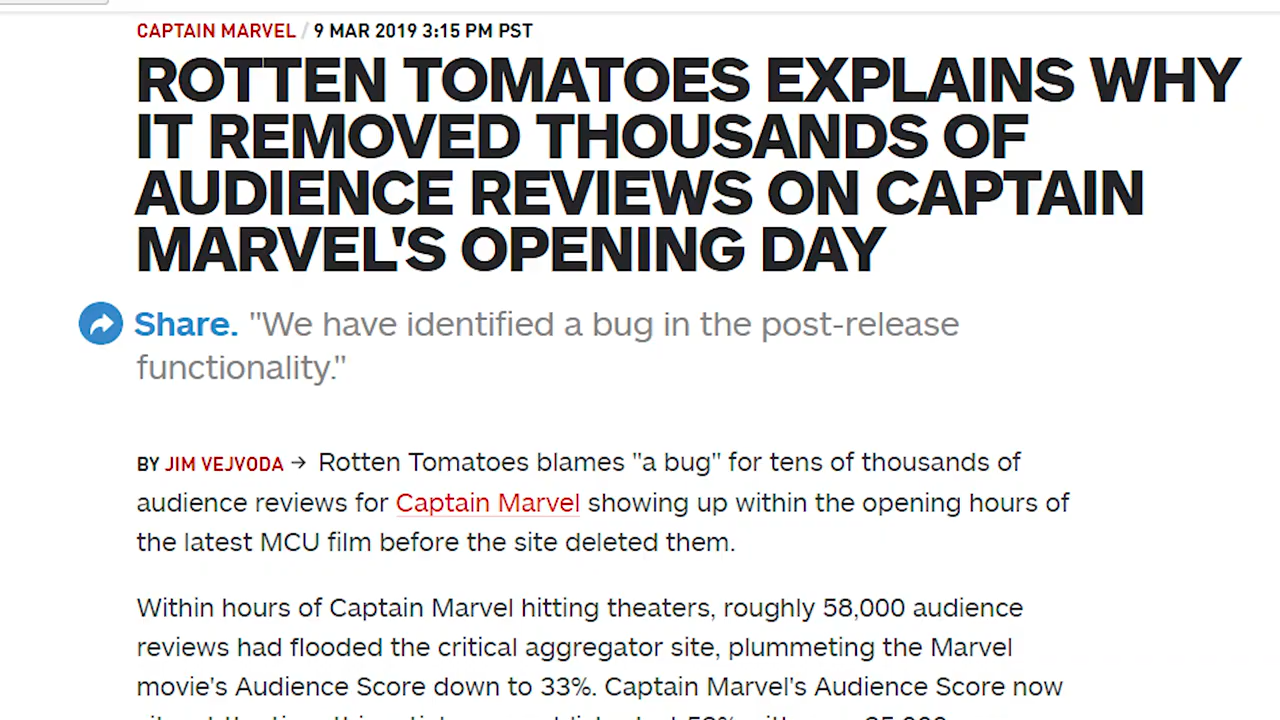 CAPTAIN MARVEL / 9 MAR 2019 3:15 PM PST
ROTTEN TOMATOES EXPLAINS WHY
IT REMOVED THOUSANDS OF
AUDIENCE REVIEWS ON CAPTAIN
MARVEL'S OPENING DAY
Share. "We have identified a bug in the post-release
functionality."
BY JIM VEJVODA → Rotten Tomatoes blames "a bug" for tens of thousands of
audience reviews for Captain Marvel showing up within the opening hours of
the latest MCU film before the site deleted them.
Within hours of Captain Marvel hitting theaters, roughly 58,000 audience
reviews had flooded the critical aggregator site, plummeting the Marvel
movie's Audience Score down to 33%. Captain Marvel's Audience Score now